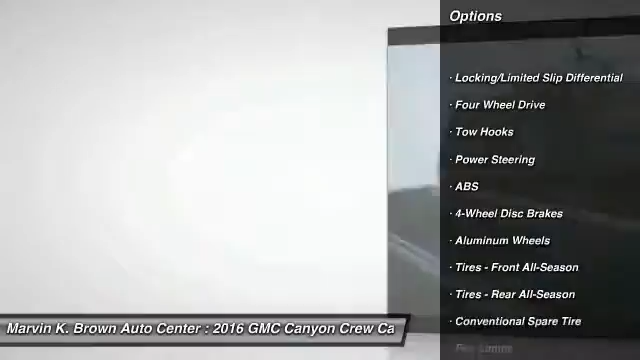 Options
· Locking/Limited Slip Differential
· Four Wheel Drive
· Tow Hooks
· Power Steering
· ABS
· 4-Wheel Disc Brakes
· Aluminum Wheels
· Tires - Front All-Season
· Tires - Rear All-Season
· Conventional Spare Tire
Marvin K. Brown Auto Center : 2016 GMC Canyon Crew Ca